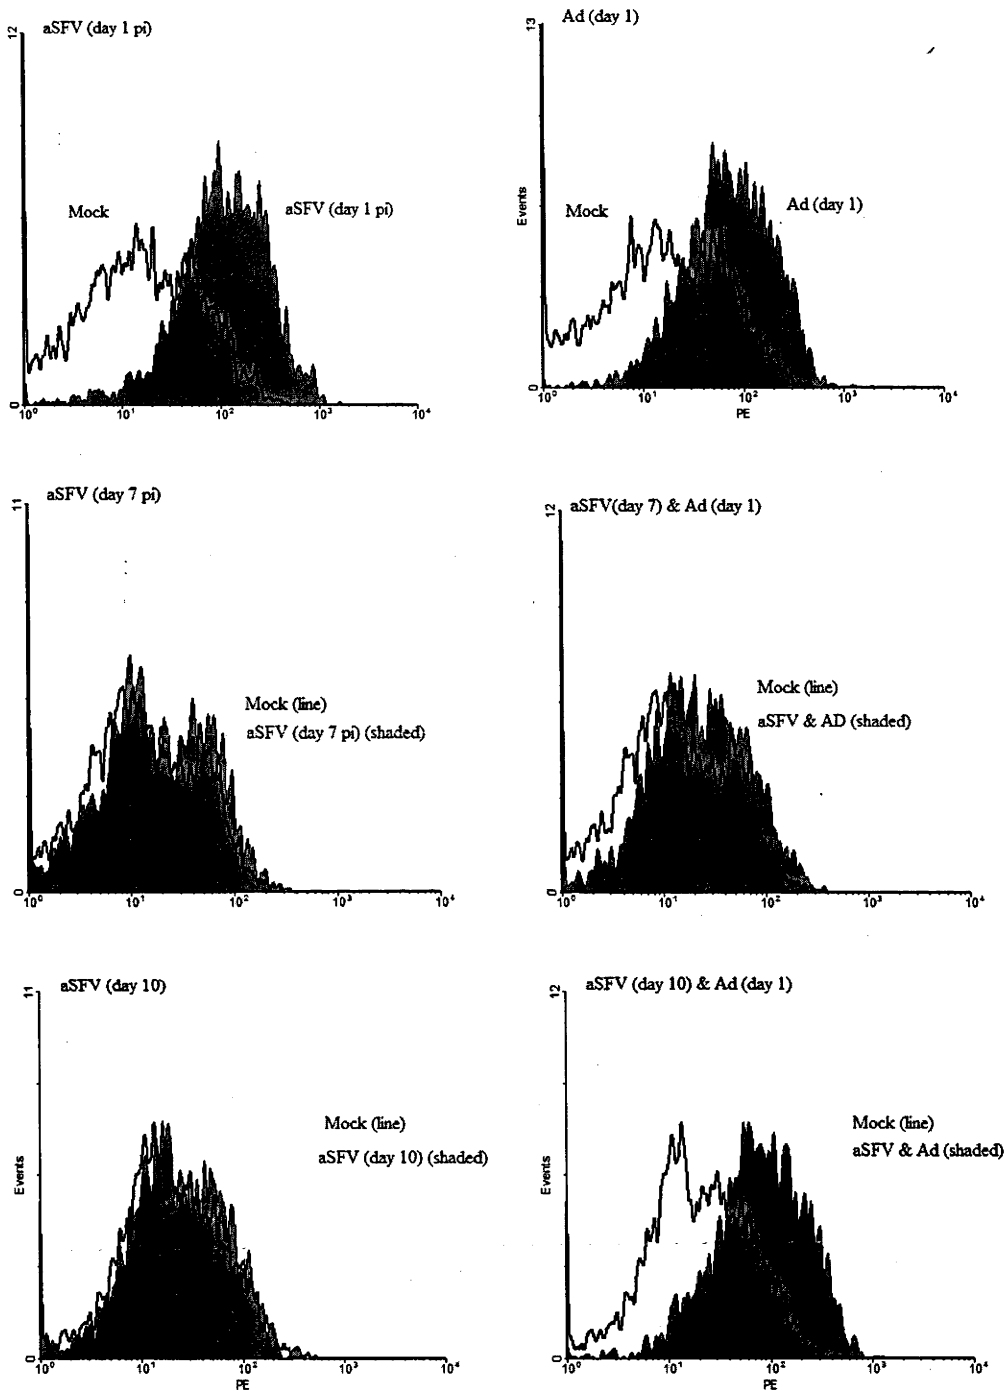 aSFV (day 1 pi)
12
Mock
aSFV (day 1 pi)
0
10⁰ 10¹ 10² 10³ 10⁴
Ad (day 1)
13
Events
Mock
Ad (day 1)
0
10⁰ 10¹ 10² 10³ 10⁴
PE
aSFV (day 7 pi)
11
Mock (line)
aSFV (day 7 pi) (shaded)
0
10⁰ 10¹ 10² 10³ 10⁴
aSFV(day 7) & Ad (day 1)
12
Mock (line)
aSFV & AD (shaded)
0
10⁰ 10¹ 10² 10³ 10⁴
aSFV (day 10)
11
Events
Mock (line)
aSFV (day 10) (shaded)
0
10⁰ 10¹ 10² 10³ 10⁴
PE
aSFV (day 10) & Ad (day 1)
12
Events
Mock (line)
aSFV & Ad (shaded)
0
10⁰ 10¹ 10² 10³ 10⁴
PE